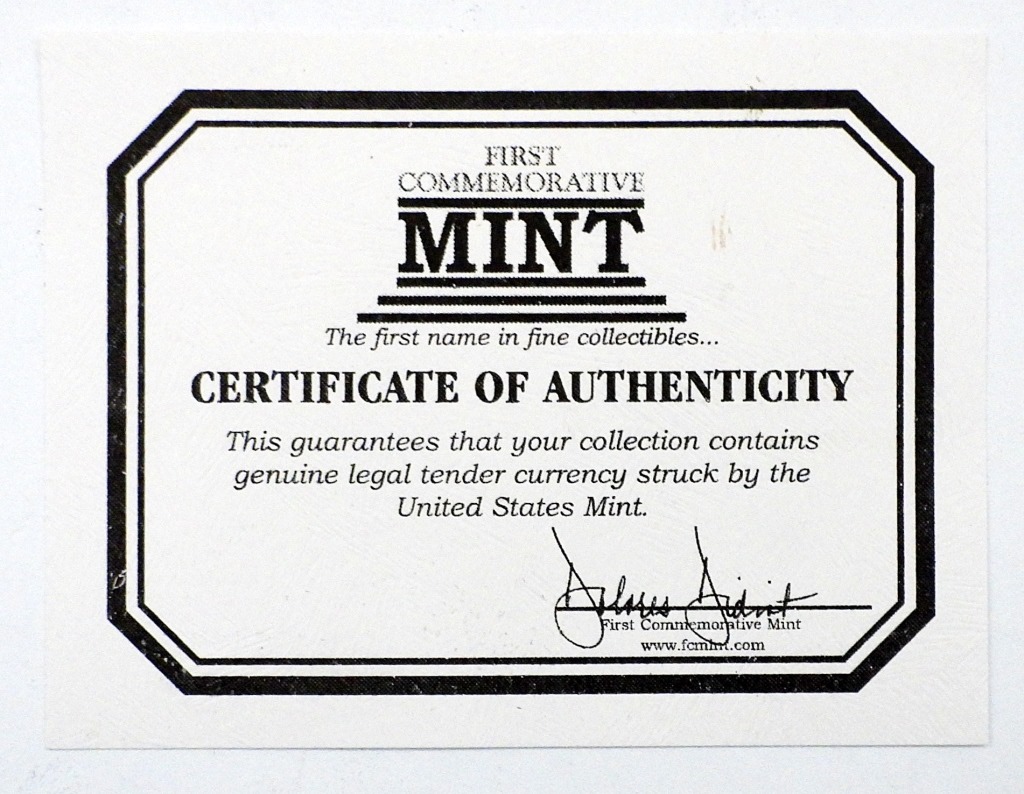 FIRST
COMMEMORATIVE
MINT
The first name in fine collectibles...
CERTIFICATE OF AUTHENTICITY
This guarantees that your collection contains
genuine legal tender currency struck by the
United States Mint.
Dolores
First Commemorative Mint
www.fcmint.com